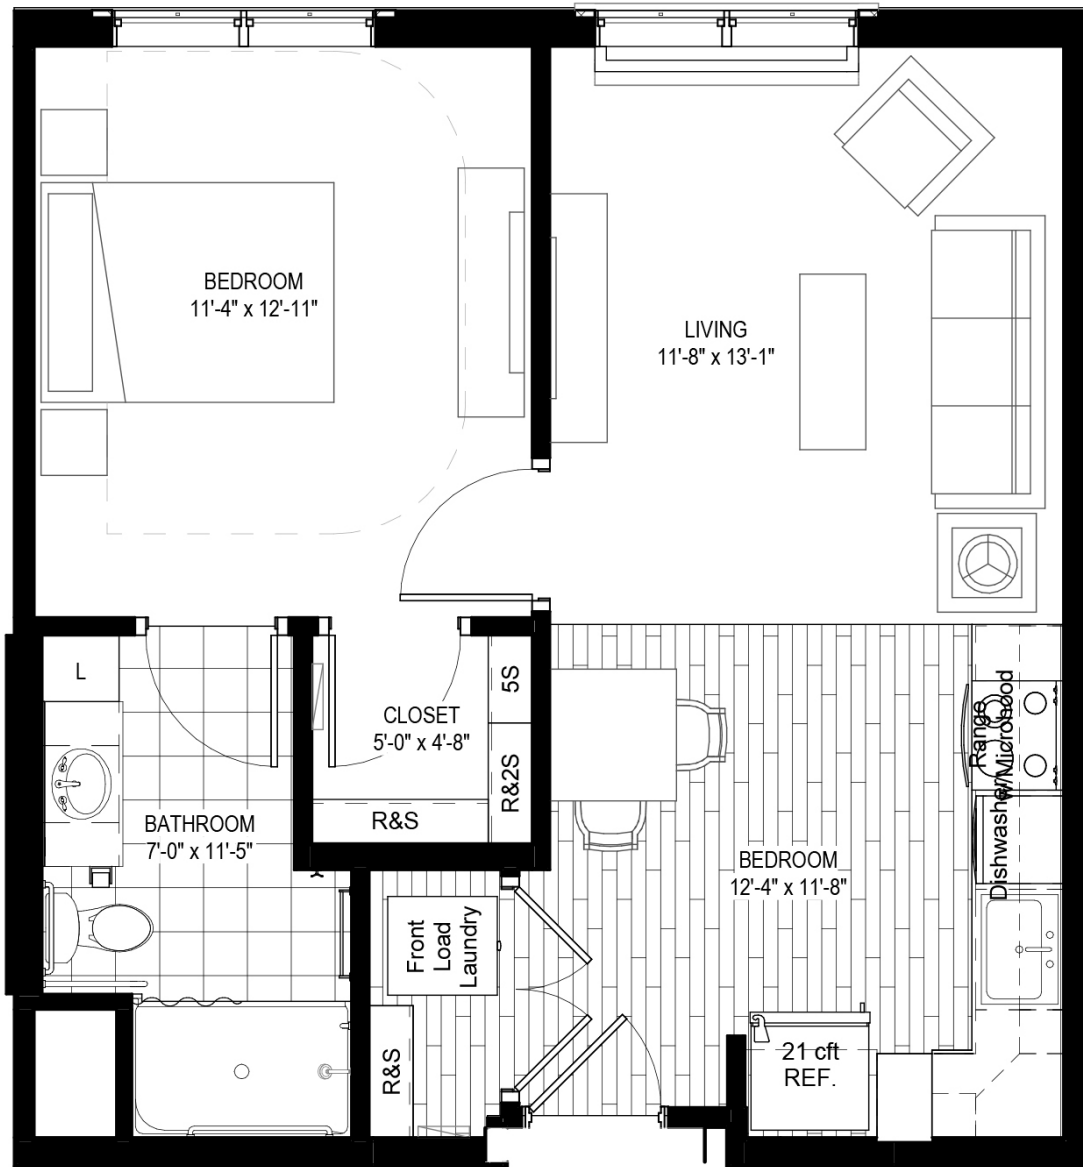 BEDROOM
11'-4" x 12'-11"
LIVING
11'-8" x 13'-1"
L
5S
CLOSET
5'-0" x 4'-8"
R&2S
R&S
Range
W/Microhood
Dishwasher
BATHROOM
7'-0" x 11'-5"
BEDROOM
12'-4" x 11'-8"
Front
Load
Laundry
R&S
21 cft
REF.